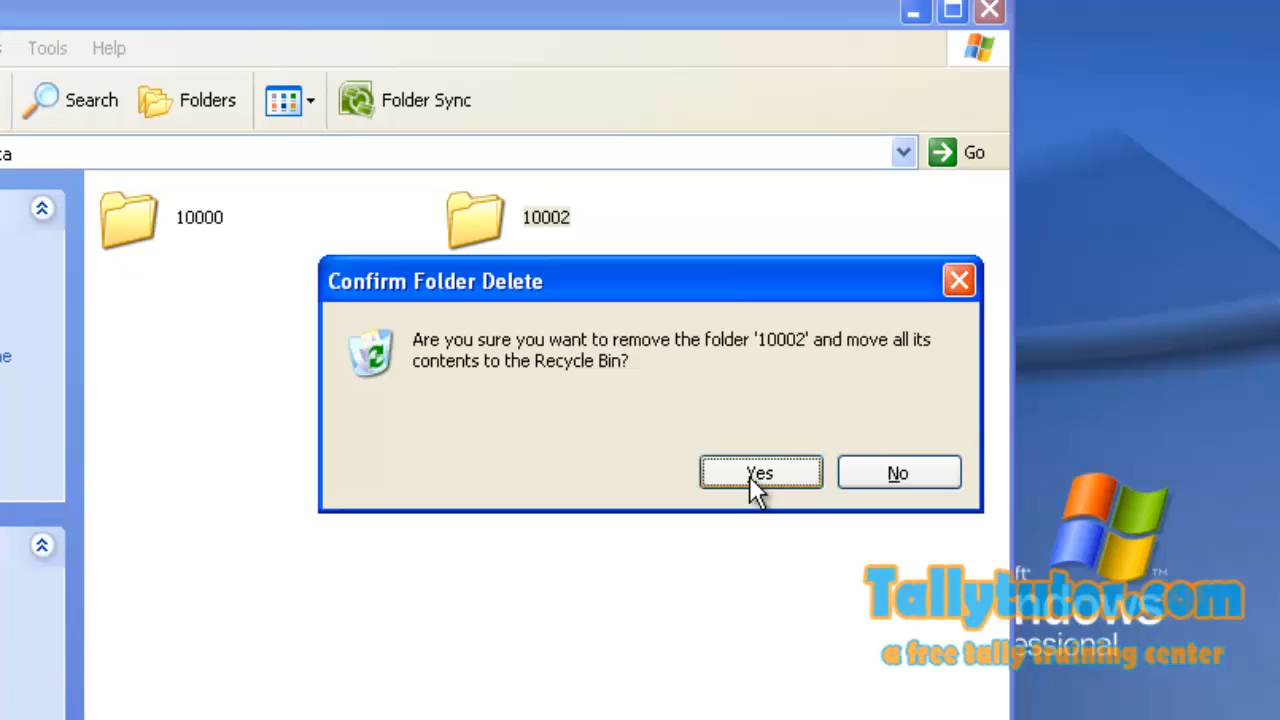 Tools Help
Search Folders Folder Sync
Go
10000 10002
Confirm Folder Delete
Are you sure you want to remove the folder '10002' and move all its
contents to the Recycle Bin?
Yes No
Tallytutor.com
a free tally training center